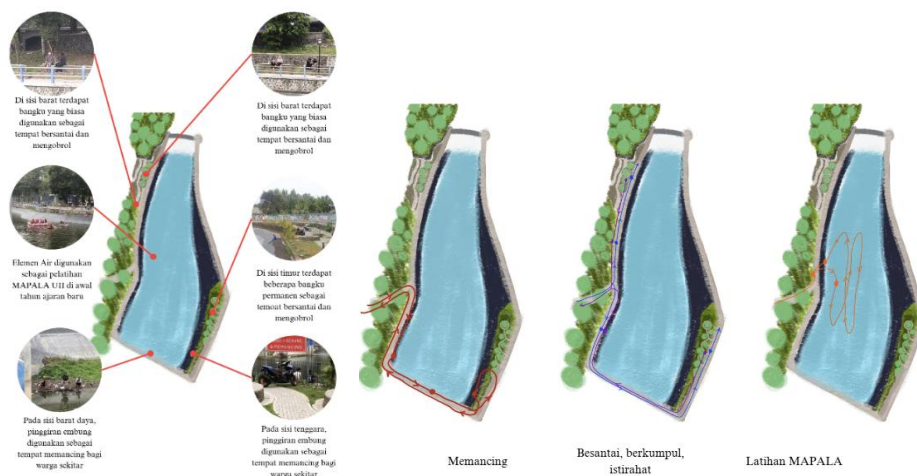 Di sisi barat terdapat
bangku yang biasa
digunakan sebagai
tempat bersantai dan
mengobrol
Di sisi barat terdapat
bangku yang biasa
digunakan sebagai
tempat bersantai dan
mengobrol
Elemen Air digunakan
sebagai pelatihan
MAPALA UII di awal
tahun ajaran baru
Di sisi timur terdapat
beberapa bangku
permanen sebagai
temoat bersantai dan
mengobrol
Pada sisi barat daya,
pinggiran embung
digunakan sebagai
tempat memancing bagi
warga sekitar
Pada sisi tenggara,
pinggiran embung
digunakan sebagai
tempat memancing bagi
warga sekitar
Memancing
Besantai, berkumpul,
istirahat
Latihan MAPALA